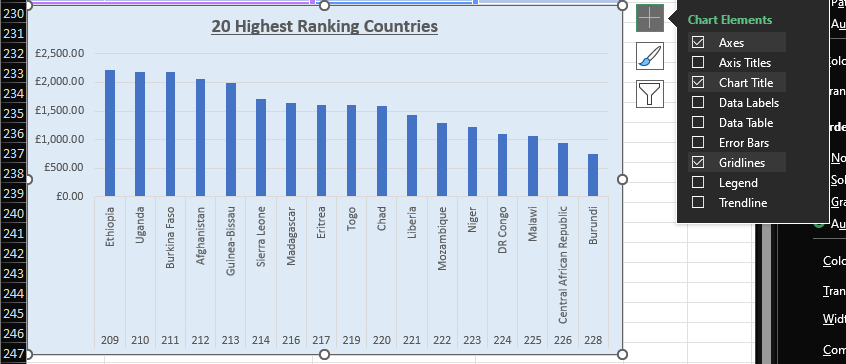 230
231
232
233
234
235
236
237
238
239
240
241
242
243
244
245
246
247
20 Highest Ranking Countries
£2,500.00
£2,000.00
£1,500.00
£1,000.00
£500.00
£0.00
Ethiopia
Uganda
Burkina Faso
Afghanistan
Guinea-Bissau
Sierra Leone
Madagascar
Eritrea
Togo
Chad
Liberia
Mozambique
Niger
DR Congo
Malawi
Central African Republic
Burundi
209 210 211 212 213 214 216 217 219 220 221 222 223 224 225 226 228
Chart Elements
Axes
Axis Titles
Chart Title
Data Labels
Data Table
Error Bars
Gridlines
Legend
Trendline
No
Sol
Gra
Au
Colo
Tran
Widt
Com